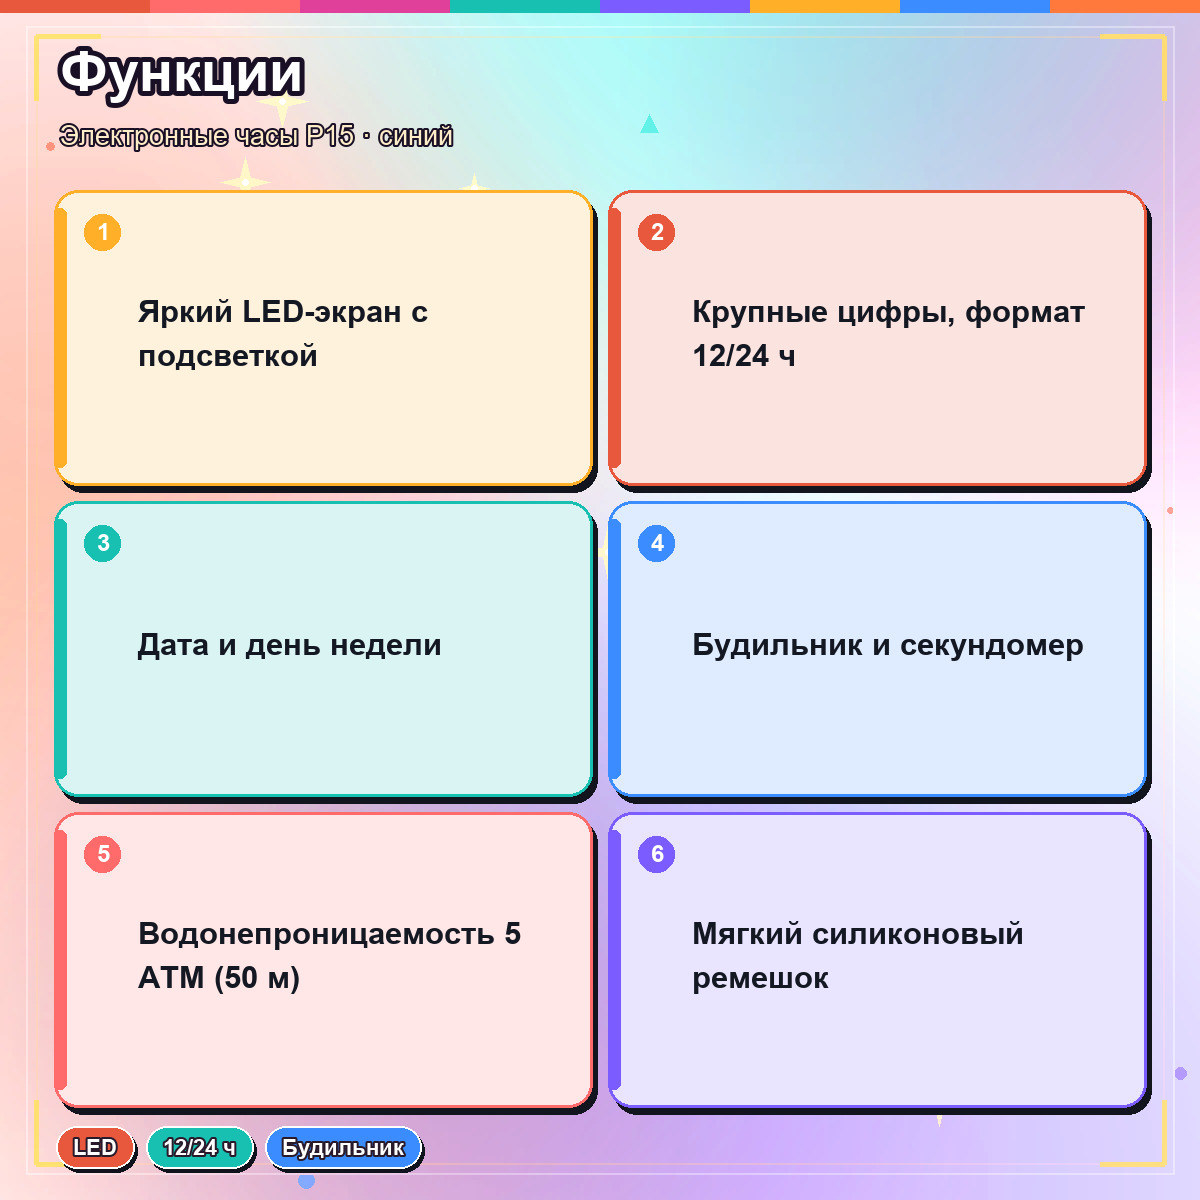 Функции
Электронные часы P15 · синий
1
Яркий LED-экран с
подсветкой
2
Крупные цифры, формат
12/24 ч
3
Дата и день недели
4
Будильник и секундомер
5
Водонепроницаемость 5
АТМ (50 м)
6
Мягкий силиконовый
ремешок
LED
12/24 ч
Будильник